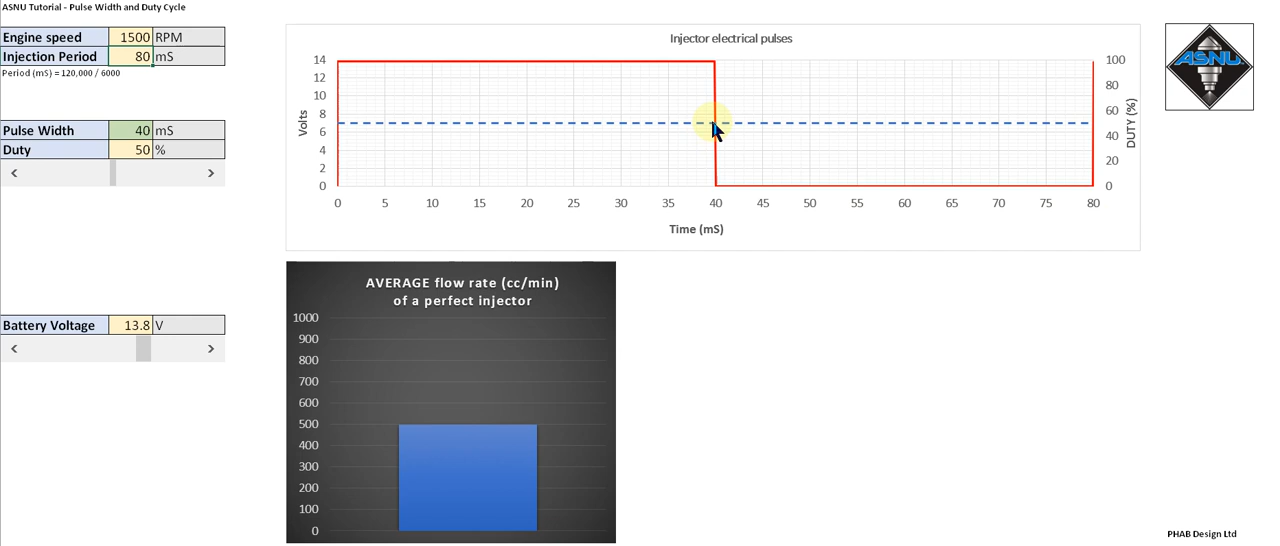 ASNU Tutorial - Pulse Width and Duty Cycle
Engine speed 1500 RPM
Injection Period 80 mS
Period (mS) = 120,000 / 6000
Pulse Width 40 mS
Duty 50 %
Battery Voltage 13.8 V
Injector electrical pulses
Volts
14
12
10
8
6
4
2
0
100
80
60
40
20
0
DUTY (%)
0 5 10 15 20 25 30 35 40 45 50 55 60 65 70 75 80
Time (mS)
ASNU
AVERAGE flow rate (cc/min)
of a perfect injector
1000
900
800
700
600
500
400
300
200
100
0
PHAB Design Ltd